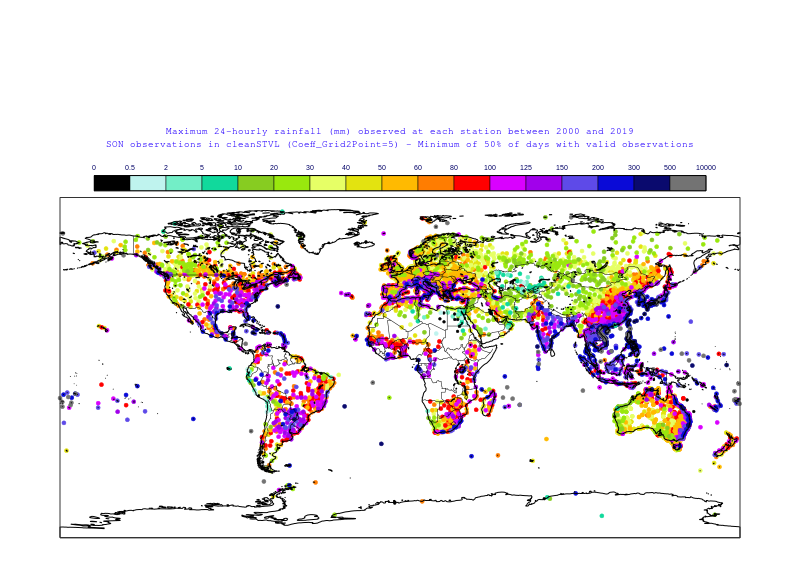 Maximum 24-hourly rainfall (mm) observed at each station between 2000 and 2019
SON observations in cleanSTVL (Coeff_Grid2Point=5) - Minimum of 50% of days with valid observations
0 0.5 2 5 10 20 30 40 60 80 100 125 150 200 300 500 10000